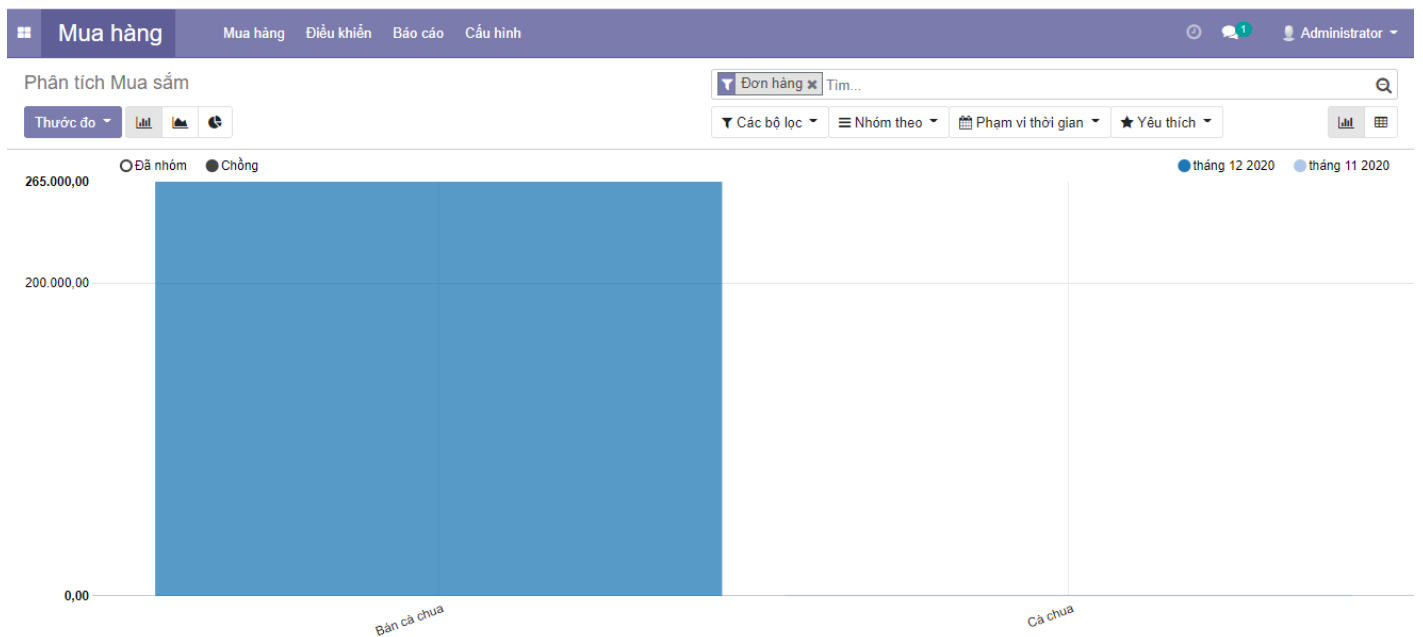 Mua hàng Mua hàng Điều khiển Báo cáo Cấu hình 1 Administrator
Phân tích Mua sắm Đơn hàng Tìm...
Thước đo Các bộ lọc Nhóm theo Phạm vi thời gian Yêu thích
Đã nhóm Chồng tháng 12 2020 tháng 11 2020
265.000,00
200.000,00
0,00
Bán cà chua Cà chua